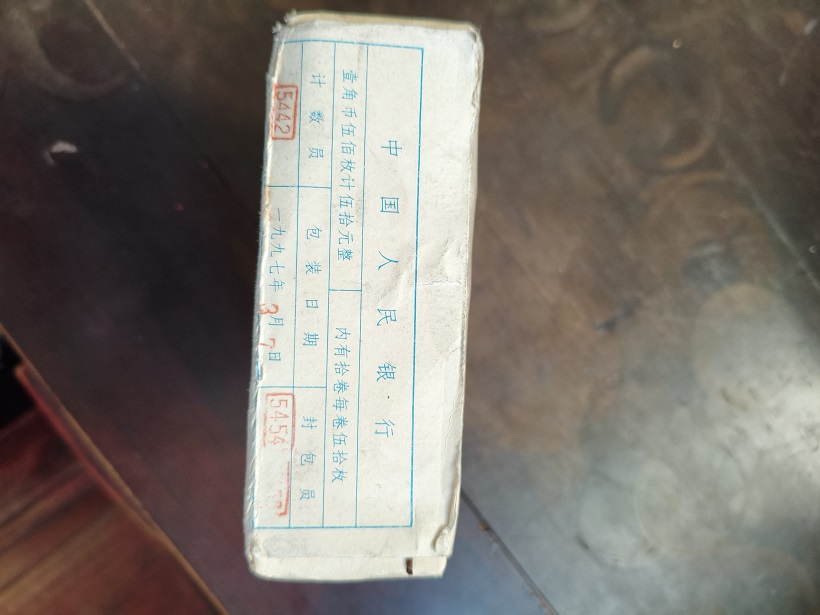 中国人民银行
壹角币伍佰枚计伍拾元整
内有拾卷每卷伍拾枚
计数员
包装日期
封包员
5442
一九九七年3月7日
5454